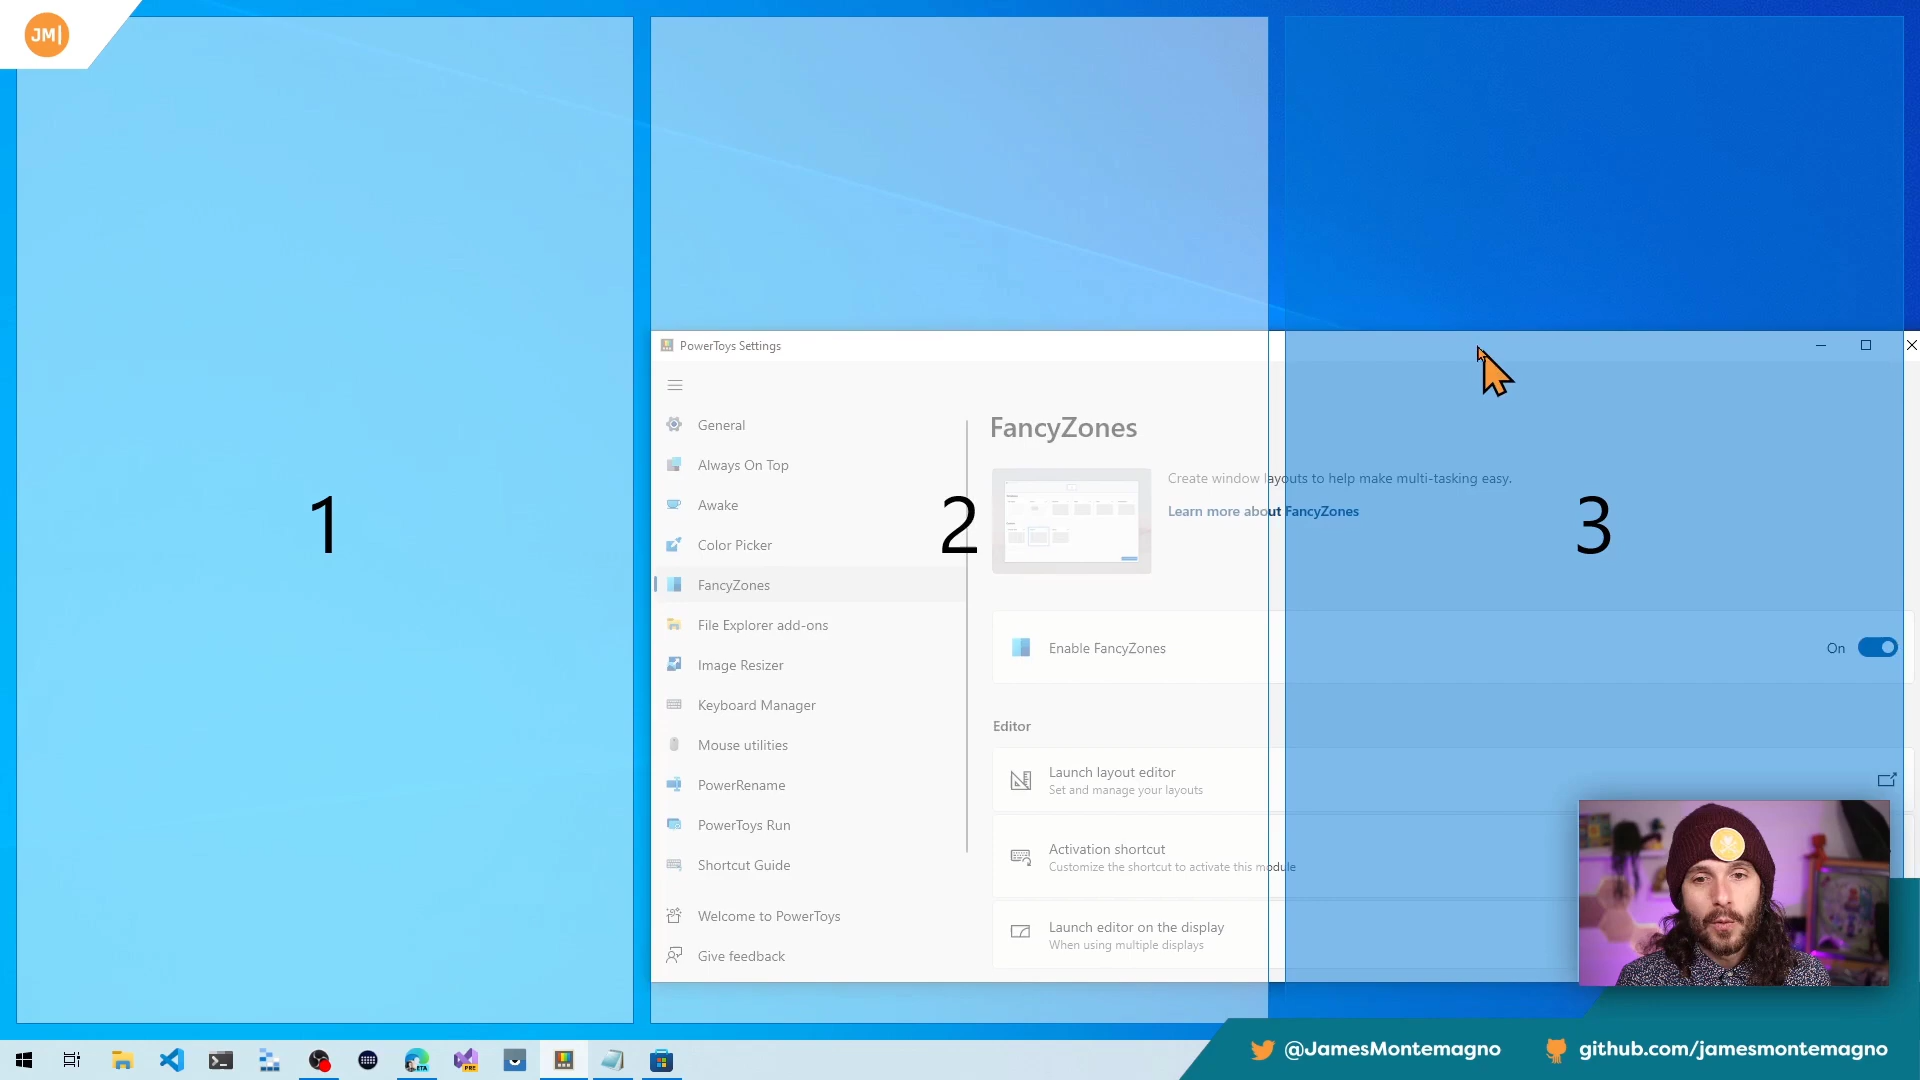 JM|
PowerToys Settings
General
Always On Top
Awake
Color Picker
FancyZones
File Explorer add-ons
Image Resizer
Keyboard Manager
Mouse utilities
PowerRename
PowerToys Run
Shortcut Guide
Welcome to PowerToys
Give feedback
FancyZones
Create window layouts to help make multi-tasking easy.
Learn more about FancyZones
1
2
3
Enable FancyZones
On
Editor
Launch layout editor
Set and manage your layouts
Activation shortcut
Customize the shortcut to activate this module
Launch editor on the display
When using multiple displays
BETA
PRE
@JamesMontemagno
github.com/jamesmontemagno